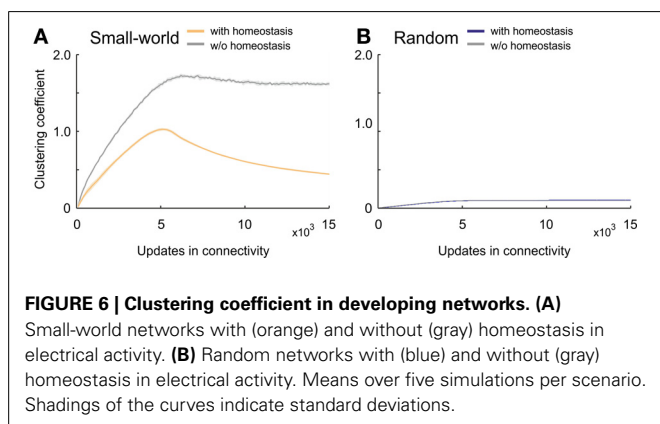 A
Small-world
with homeostasis
w/o homeostasis
2.0
1.0
0
Clustering coefficient
0
5
10
15
x10³
Updates in connectivity
B
Random
with homeostasis
w/o homeostasis
2.0
1.0
0
0
5
10
15
x10³
Updates in connectivity
FIGURE 6 | Clustering coefficient in developing networks. (A)
Small-world networks with (orange) and without (gray) homeostasis in
electrical activity. (B) Random networks with (blue) and without (gray)
homeostasis in electrical activity. Means over five simulations per scenario.
Shadings of the curves indicate standard deviations.